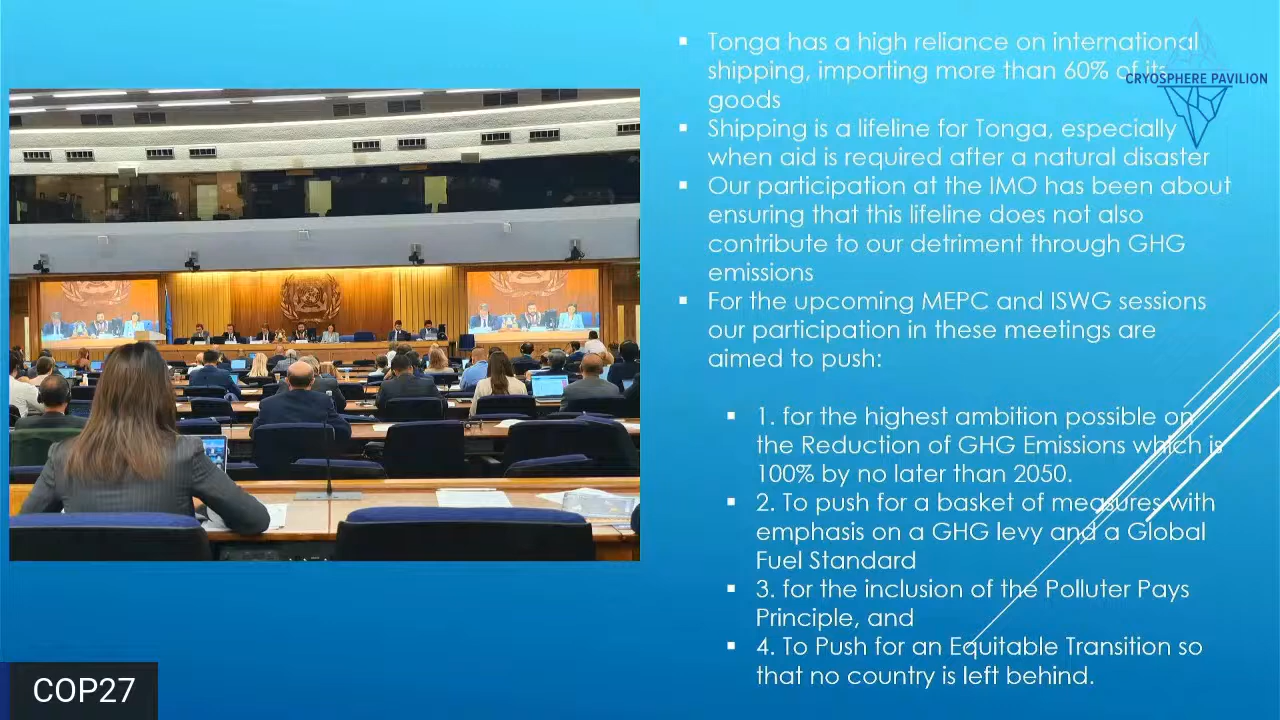 ▪ Tonga has a high reliance on international
shipping, importing more than 60% of its
goods
▪ Shipping is a lifeline for Tonga, especially
when aid is required after a natural disaster
▪ Our participation at the IMO has been about
ensuring that this lifeline does not also
contribute to our detriment through GHG
emissions
▪ For the upcoming MEPC and ISWG sessions
our participation in these meetings are
aimed to push:
▪ 1. for the highest ambition possible on
the Reduction of GHG Emissions which is
100% by no later than 2050.
▪ 2. To push for a basket of measures with
emphasis on a GHG levy and a Global
Fuel Standard
▪ 3. for the inclusion of the Polluter Pays
Principle, and
▪ 4. To Push for an Equitable Transition so
that no country is left behind.
CRYOSPHERE PAVILION
COP27